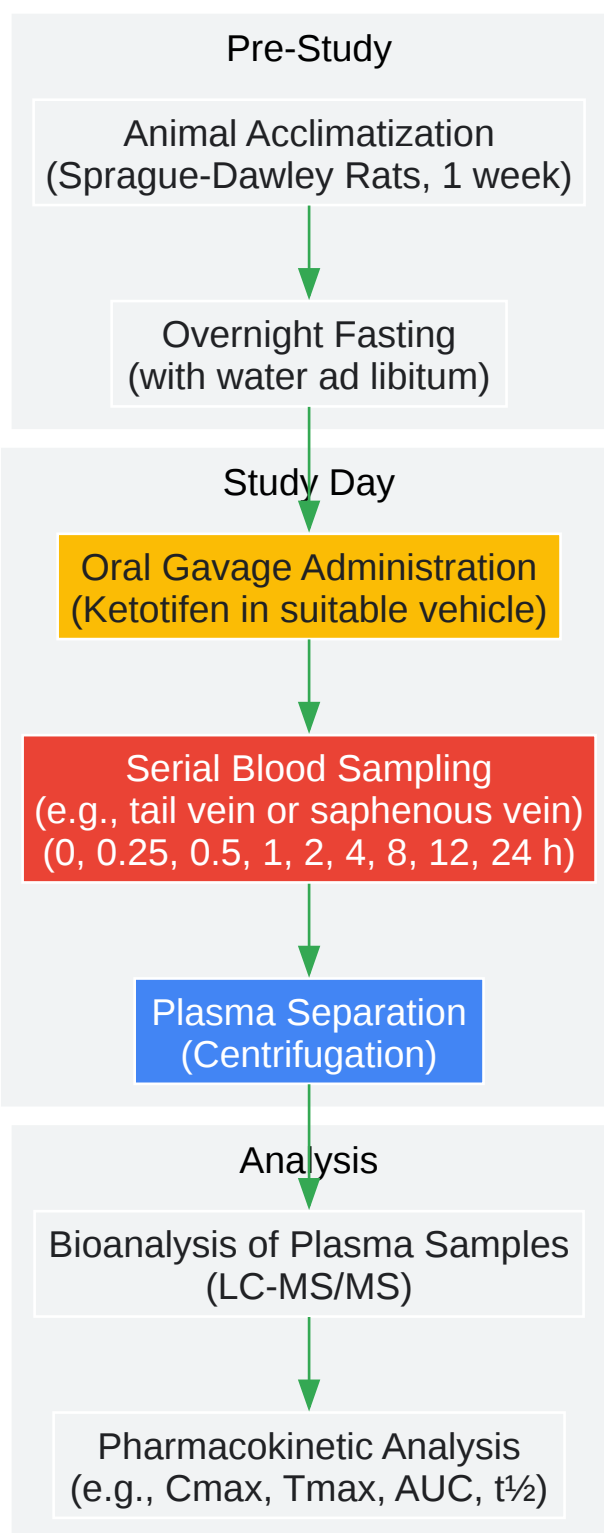 Pre-Study
Animal Acclimatization
(Sprague-Dawley Rats, 1 week)
Overnight Fasting
(with water ad libitum)
Study Day
Oral Gavage Administration
(Ketotifen in suitable vehicle)
Serial Blood Sampling
(e.g., tail vein or saphenous vein)
(0, 0.25, 0.5, 1, 2, 4, 8, 12, 24 h)
Plasma Separation
(Centrifugation)
Analysis
Bioanalysis of Plasma Samples
(LC-MS/MS)
Pharmacokinetic Analysis
(e.g., Cmax, Tmax, AUC, t½)